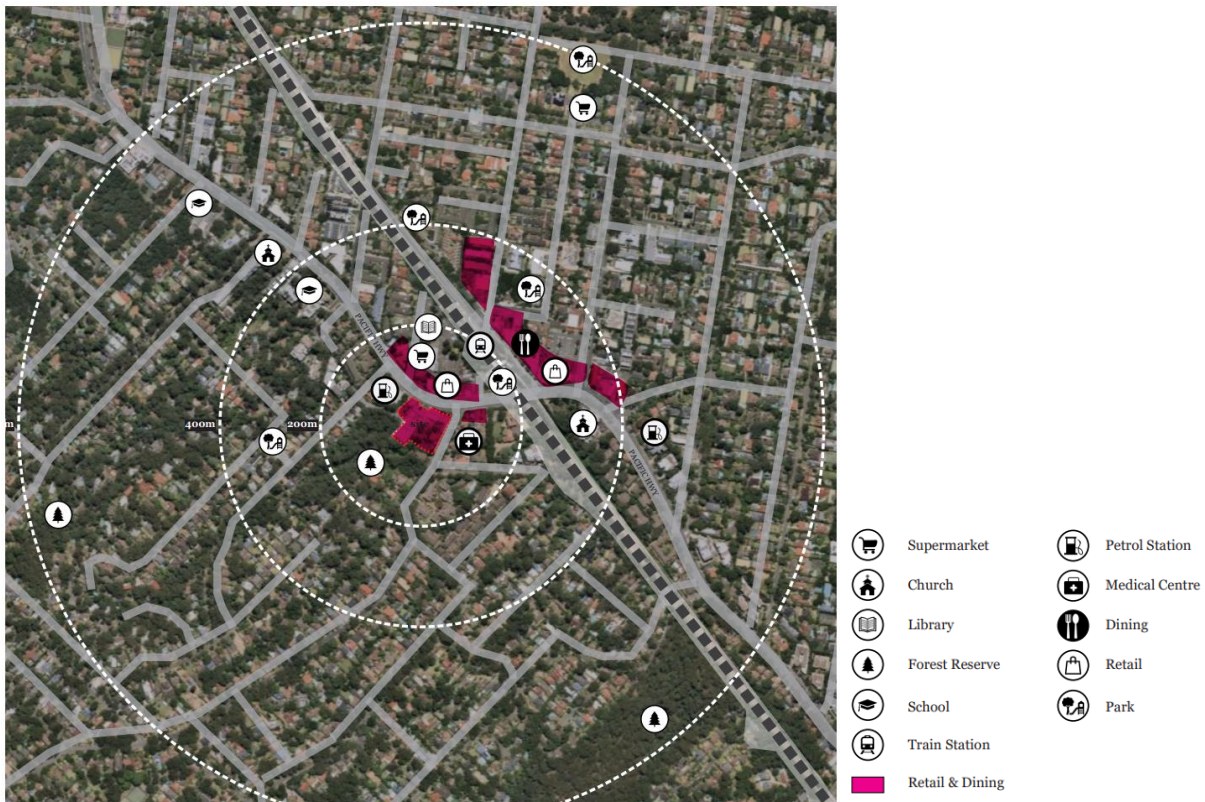 PACIFIC HWY
400m
200m
m
PACIFIC HWY
Supermarket
Church
Library
Forest Reserve
School
Train Station
Retail & Dining
Petrol Station
Medical Centre
Dining
Retail
Park